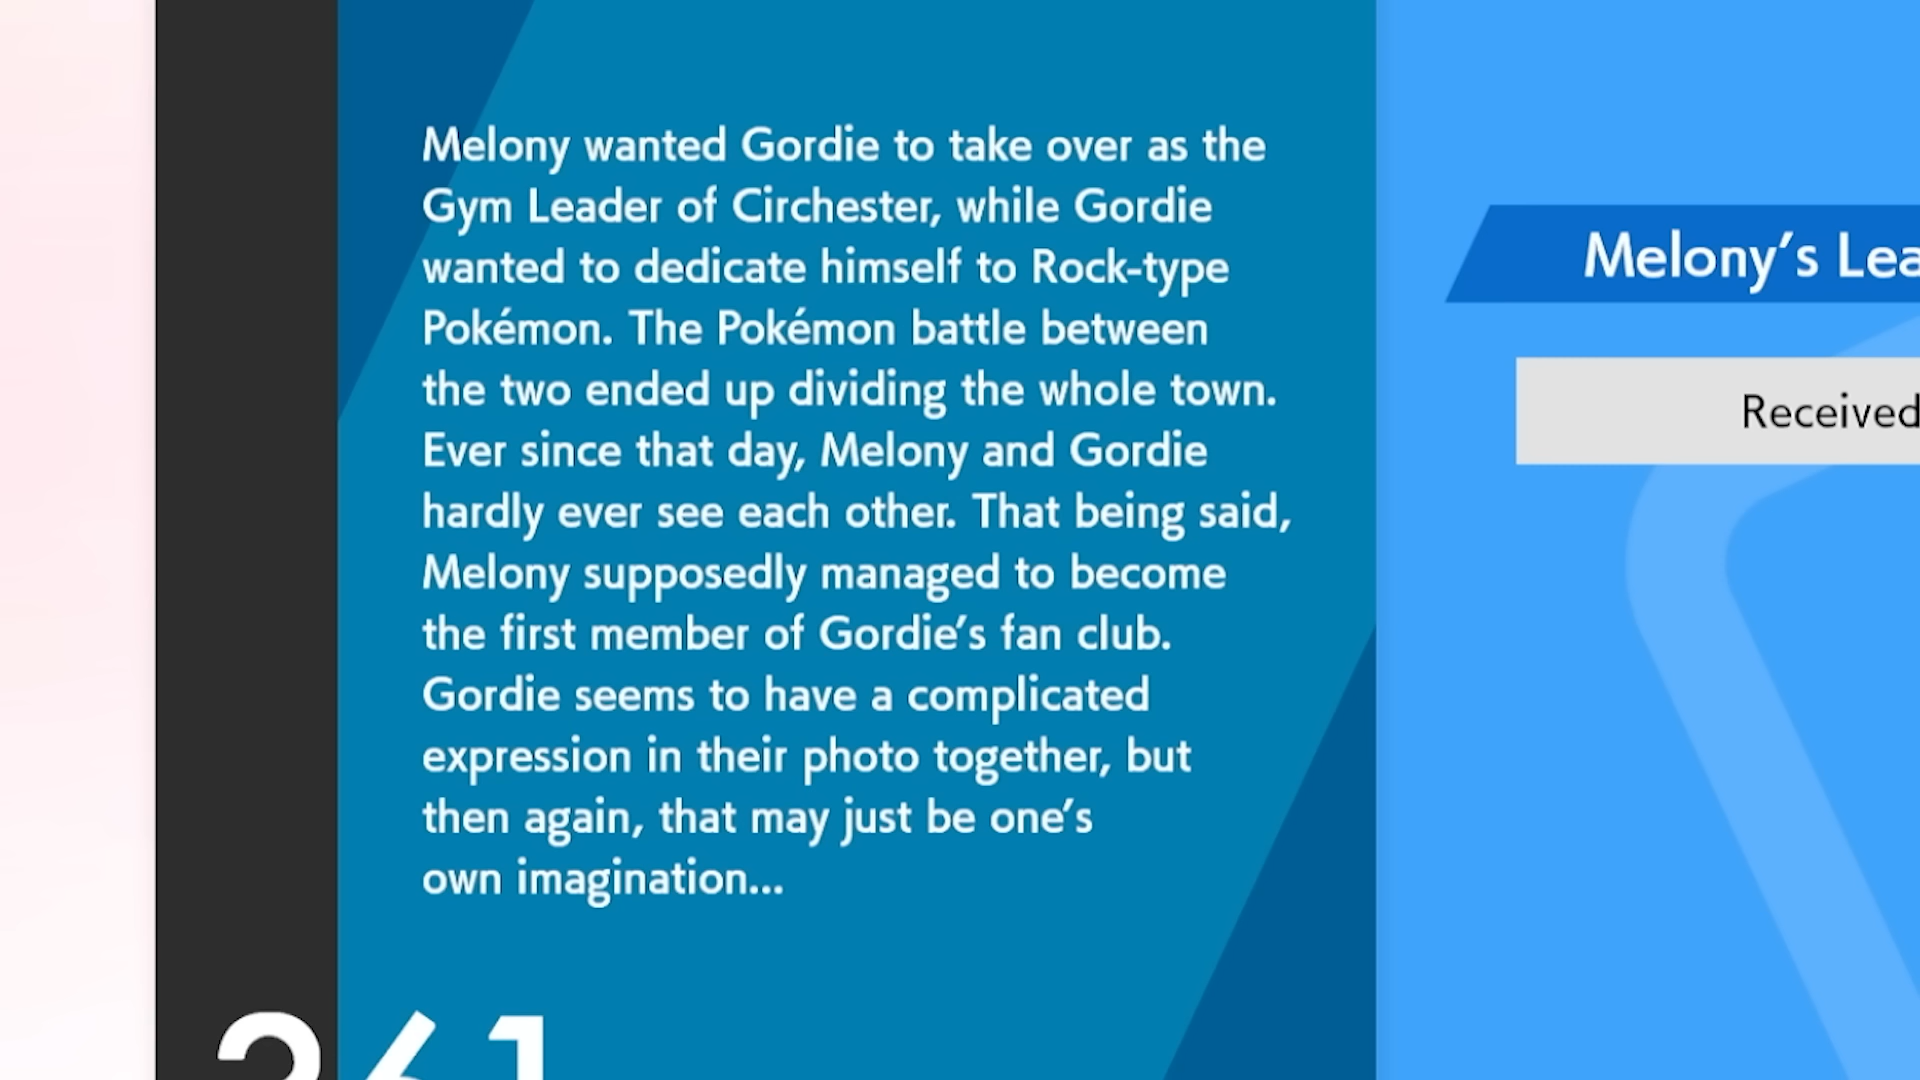 Melony wanted Gordie to take over as the
Gym Leader of Circhester, while Gordie
wanted to dedicate himself to Rock-type
Pokémon. The Pokémon battle between
the two ended up dividing the whole town.
Ever since that day, Melony and Gordie
hardly ever see each other. That being said,
Melony supposedly managed to become
the first member of Gordie’s fan club.
Gordie seems to have a complicated
expression in their photo together, but
then again, that may just be one’s
own imagination...
Melony’s Lea
Received